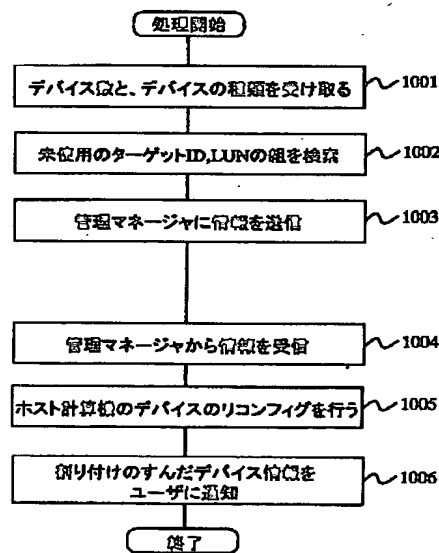 処理開始
デバイス数と、デバイスの種類を受け取る
1001
未使用のターゲットID,LUNの組を検索
1002
管理マネージャに情報を送信
1003
管理マネージャから情報を受信
1004
ホスト計算機のデバイスのリコンフィグを行う
1005
割り付けのすんだデバイス情報を
ユーザに通知
1006
終了